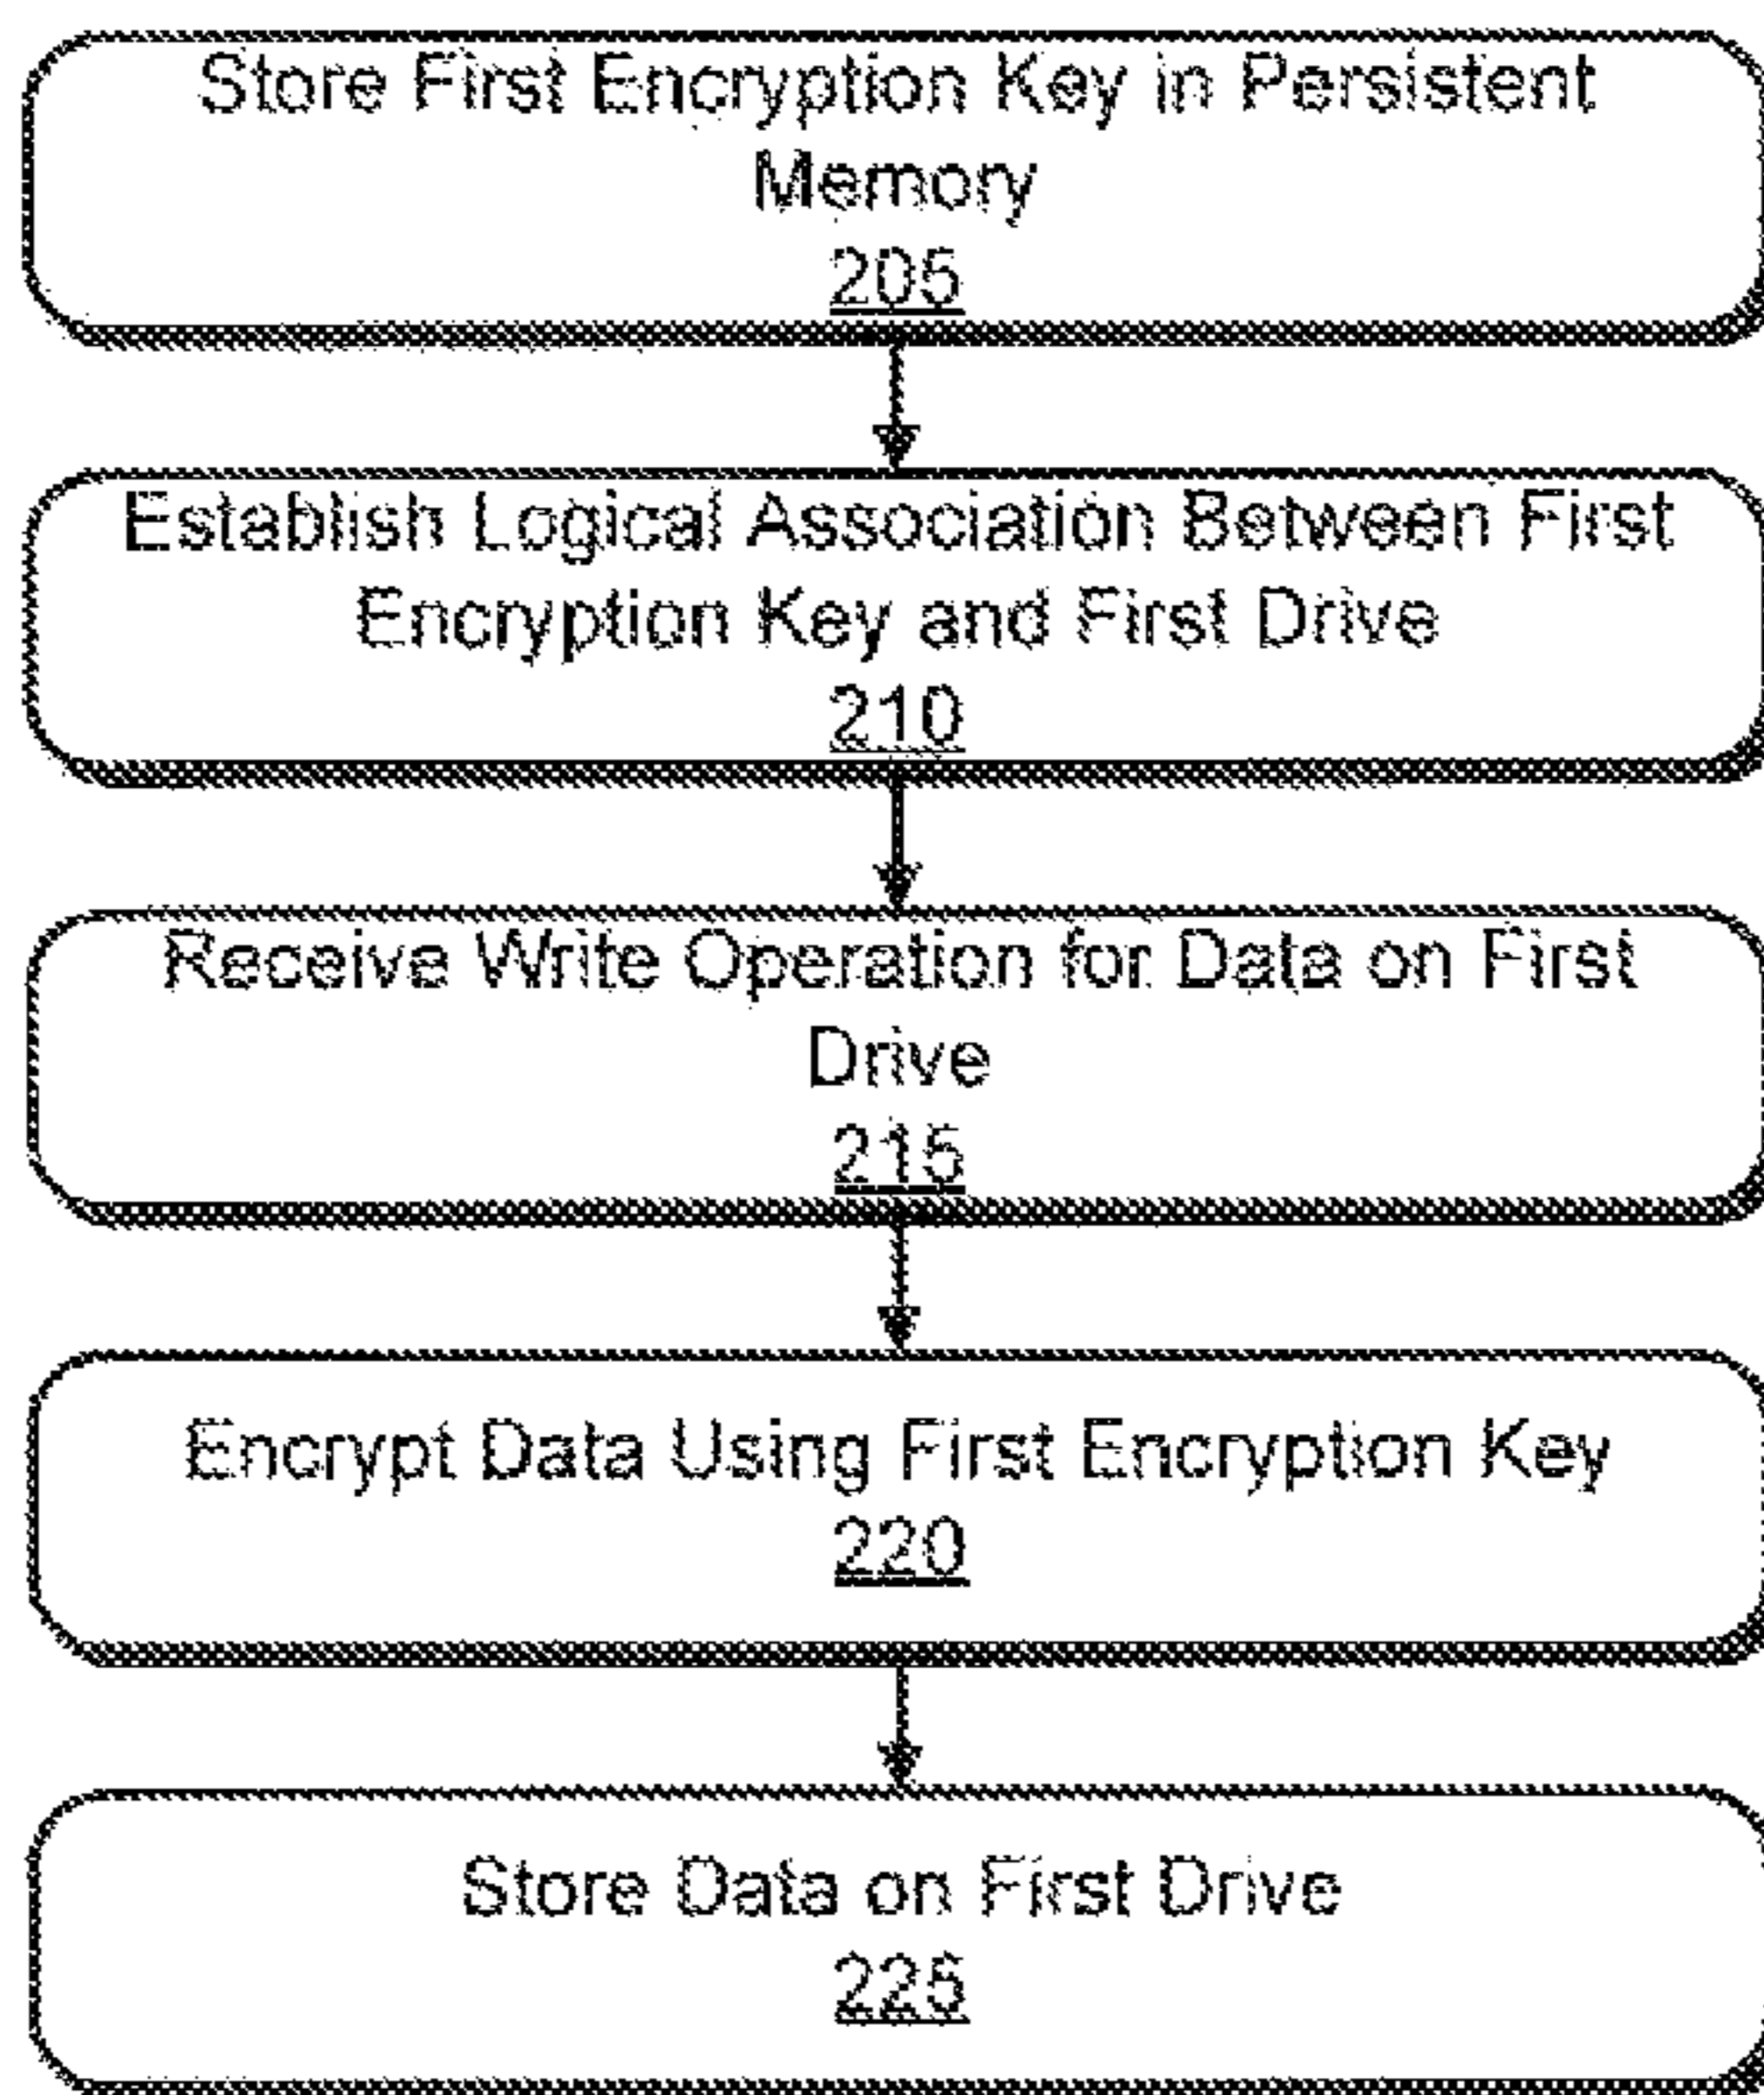 Store First Encryption Key in Persistent
Memory
205
Establish Logical Association Between First
Encryption Key and First Drive
210
Receive Write Operation for Data on First
Drive
215
Encrypt Data Using First Encryption Key
220
Store Data on First Drive
225